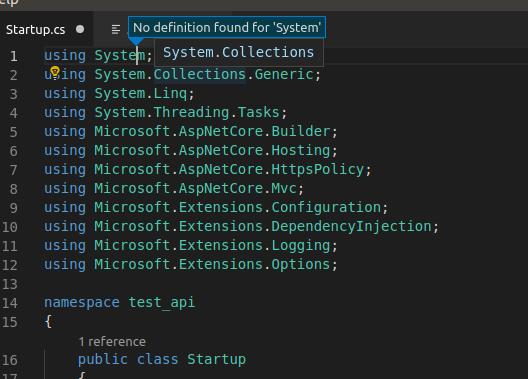 elp
Startup.cs
No definition found for 'System'
System.Collections
1 using System;
2 using System.Collections.Generic;
3 using System.Linq;
4 using System.Threading.Tasks;
5 using Microsoft.AspNetCore.Builder;
6 using Microsoft.AspNetCore.Hosting;
7 using Microsoft.AspNetCore.HttpsPolicy;
8 using Microsoft.AspNetCore.Mvc;
9 using Microsoft.Extensions.Configuration;
10 using Microsoft.Extensions.DependencyInjection;
11 using Microsoft.Extensions.Logging;
12 using Microsoft.Extensions.Options;
13
14 namespace test_api
15 {
1 reference
16 public class Startup
17 {